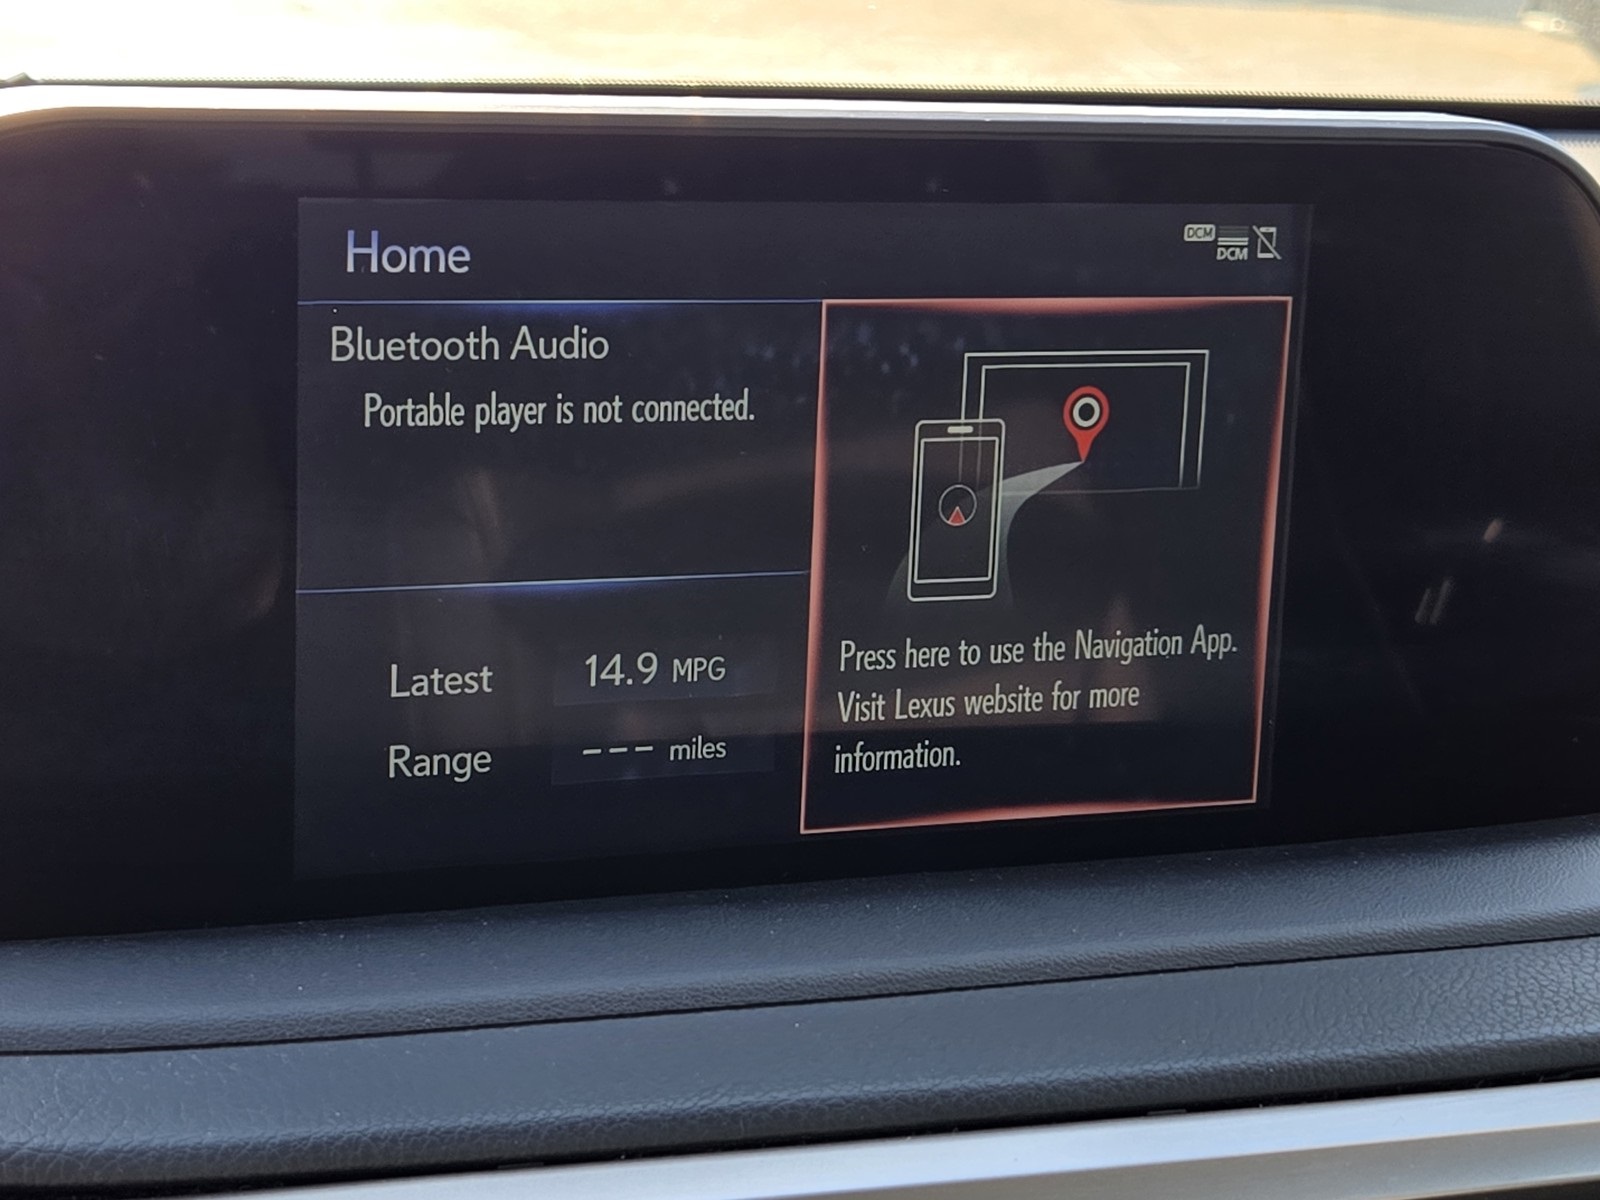 Home
DCM
DCM
Bluetooth Audio
Portable player is not connected.
Latest 14.9 MPG
Range --- miles
Press here to use the Navigation App.
Visit Lexus website for more
information.